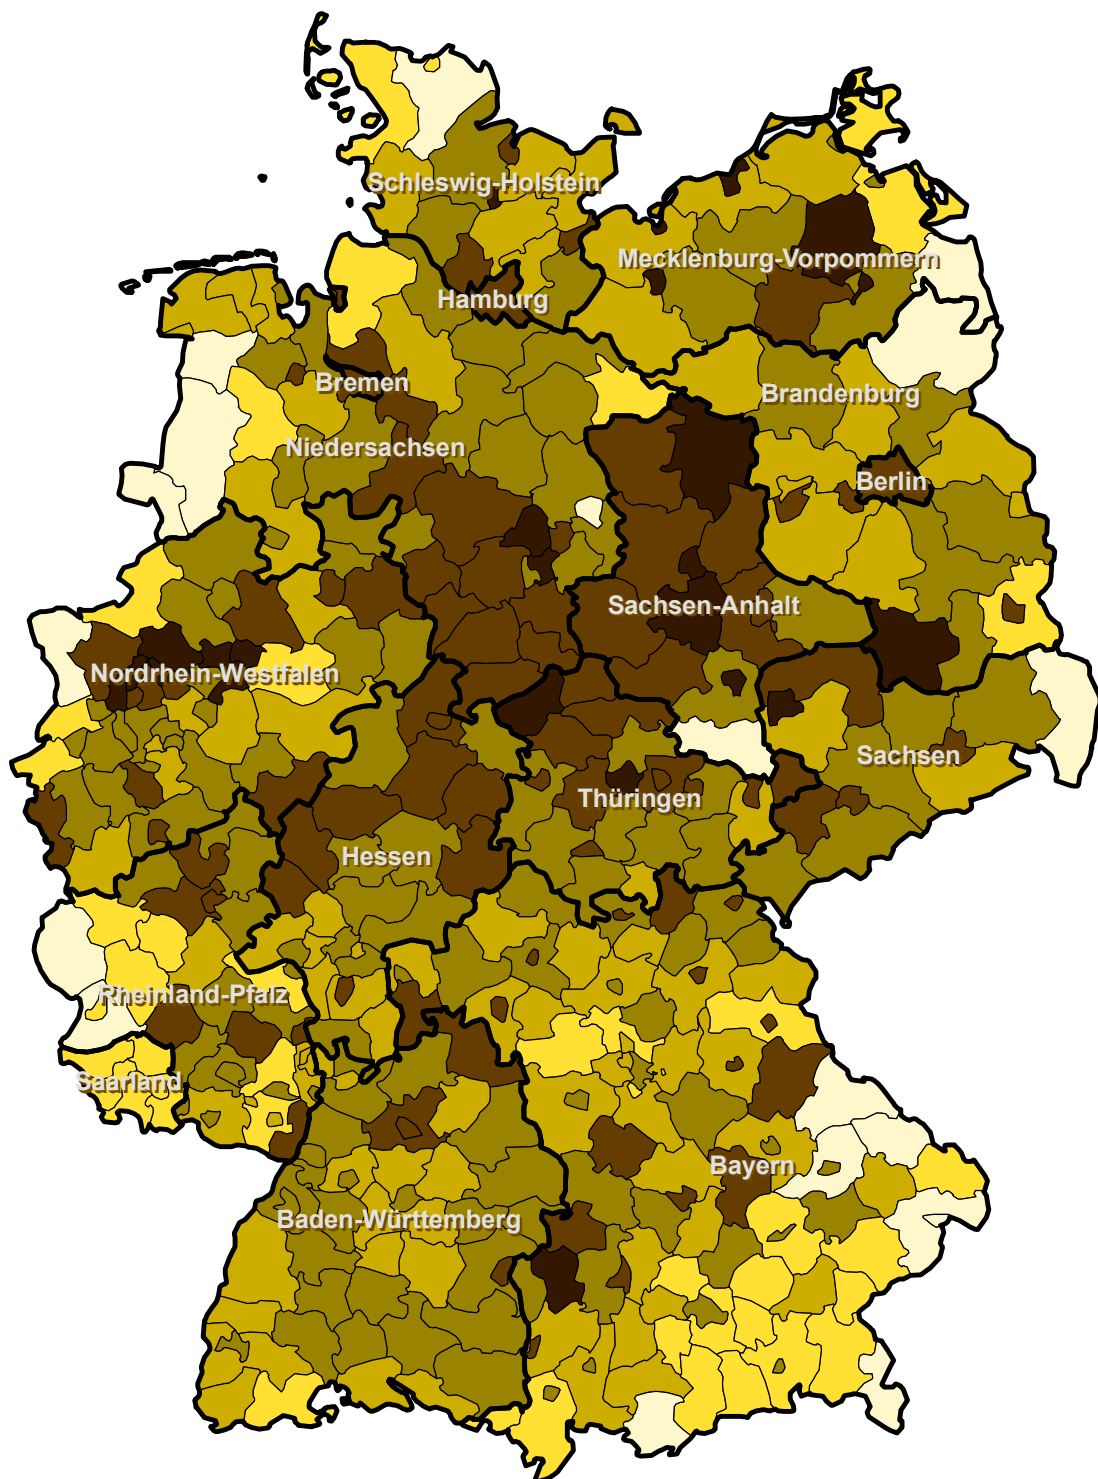 Schleswig-Holstein
Mecklenburg-Vorpommern
Hamburg
Bremen
Brandenburg
Niedersachsen
Berlin
Sachsen-Anhalt
Nordrhein-Westfalen
Sachsen
Thüringen
Hessen
Rheinland-Pfalz
Saarland
Bayern
Baden-Württemberg